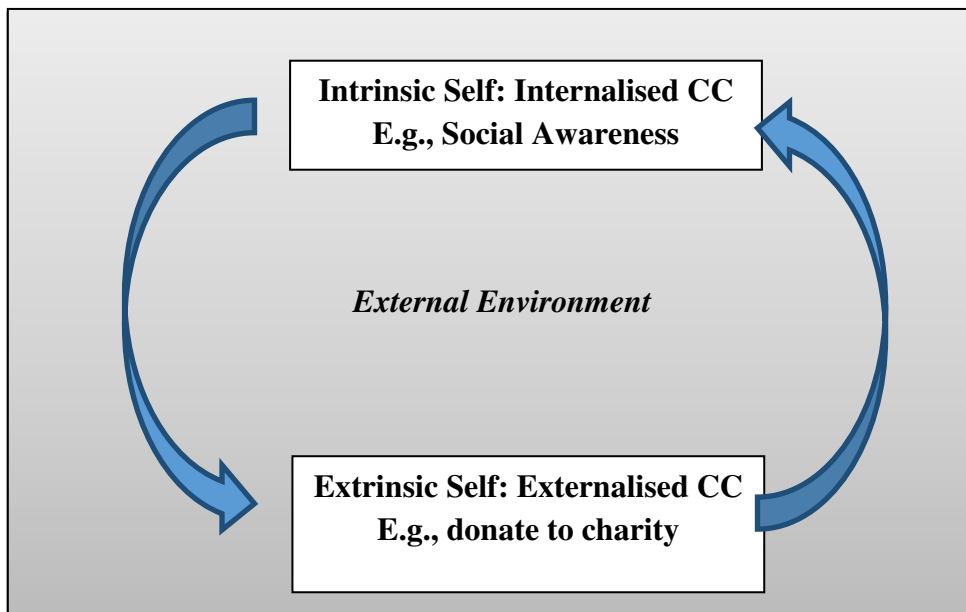 Intrinsic Self: Internalised CC
E.g., Social Awareness
External Environment
Extrinsic Self: Externalised CC
E.g., donate to charity